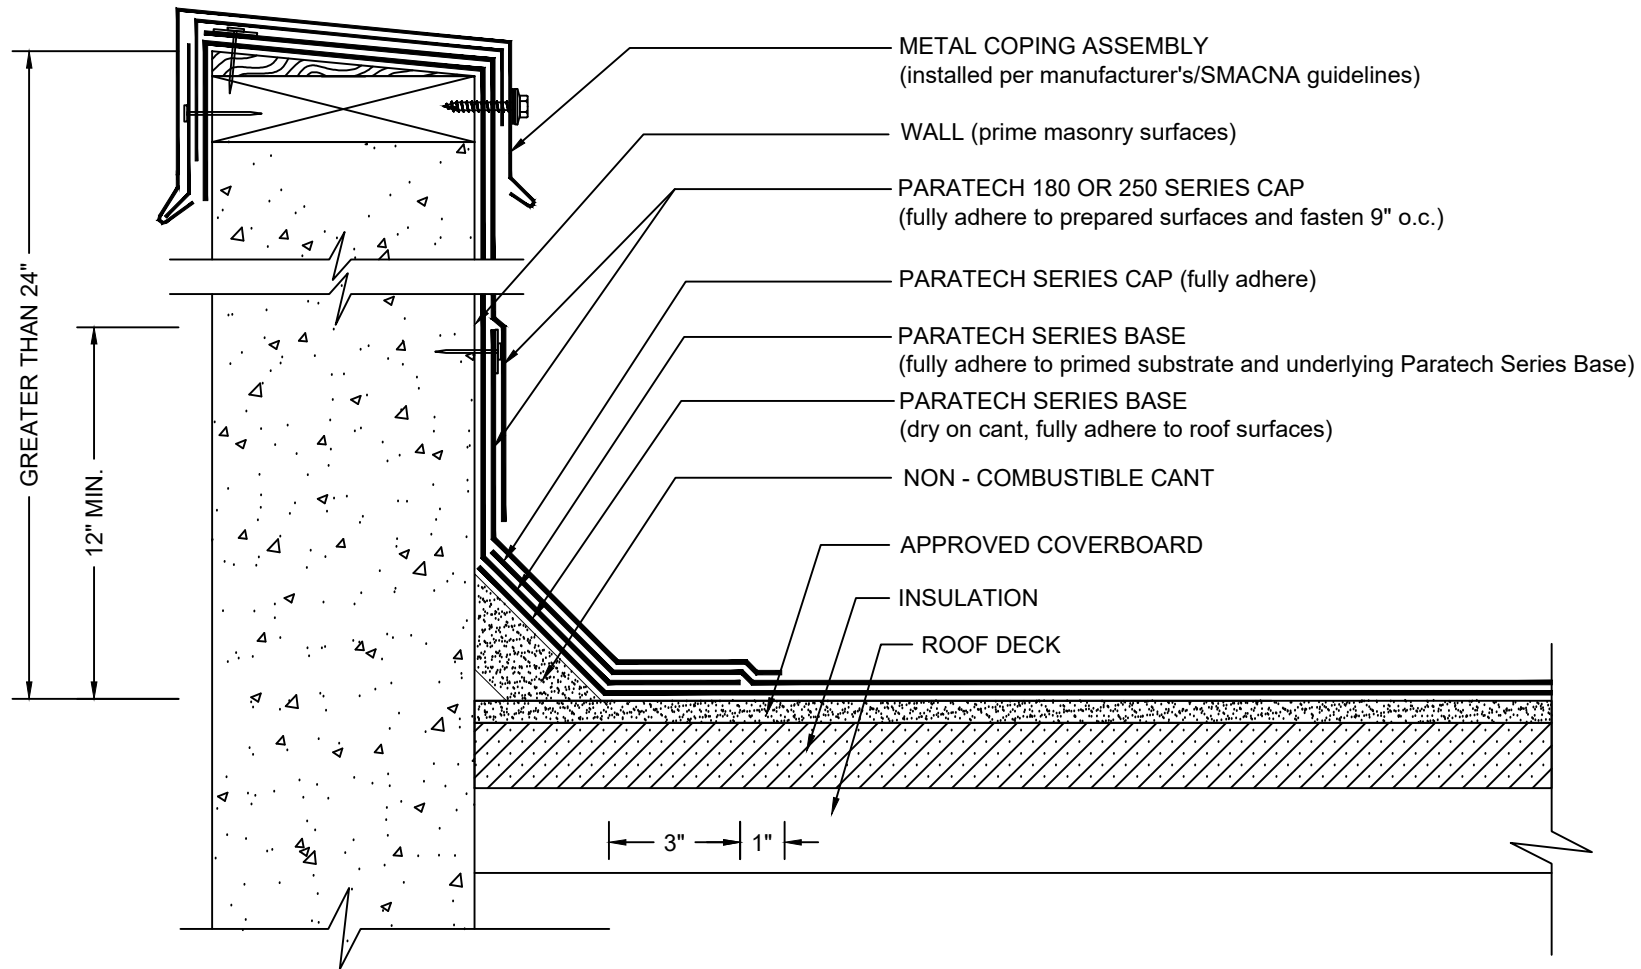 METAL COPING ASSEMBLY
(installed per manufacturer's/SMACNA guidelines)
WALL (prime masonry surfaces)
PARATECH 180 OR 250 SERIES CAP
(fully adhere to prepared surfaces and fasten 9" o.c.)
PARATECH SERIES CAP (fully adhere)
PARATECH SERIES BASE
(fully adhere to primed substrate and underlying Paratech Series Base)
PARATECH SERIES BASE
(dry on cant, fully adhere to roof surfaces)
NON - COMBUSTIBLE CANT
APPROVED COVERBOARD
INSULATION
ROOF DECK
GREATER THAN 24"
12" MIN.
3"
1"